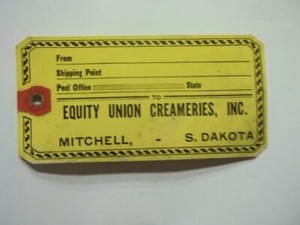 From
Shipping Point
Post Office State
TO
EQUITY UNION CREAMERIES, INC.
MITCHELL, - S. DAKOTA